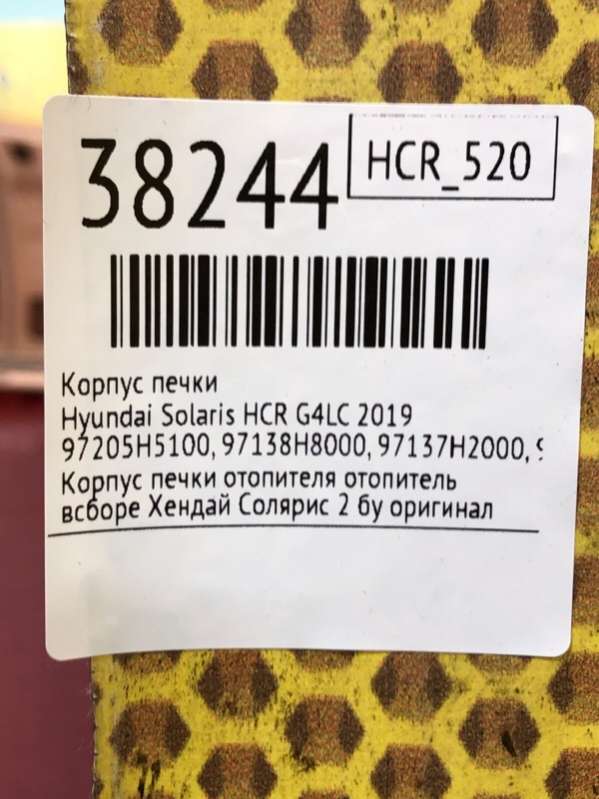 38244
HCR_520
Корпус печки
Hyundai Solaris HCR G4LC 2019
97205H5100, 97138H8000, 97137H2000,
Корпус печки отопителя отопитель
всборе Хендай Солярис 2 бу оригинал